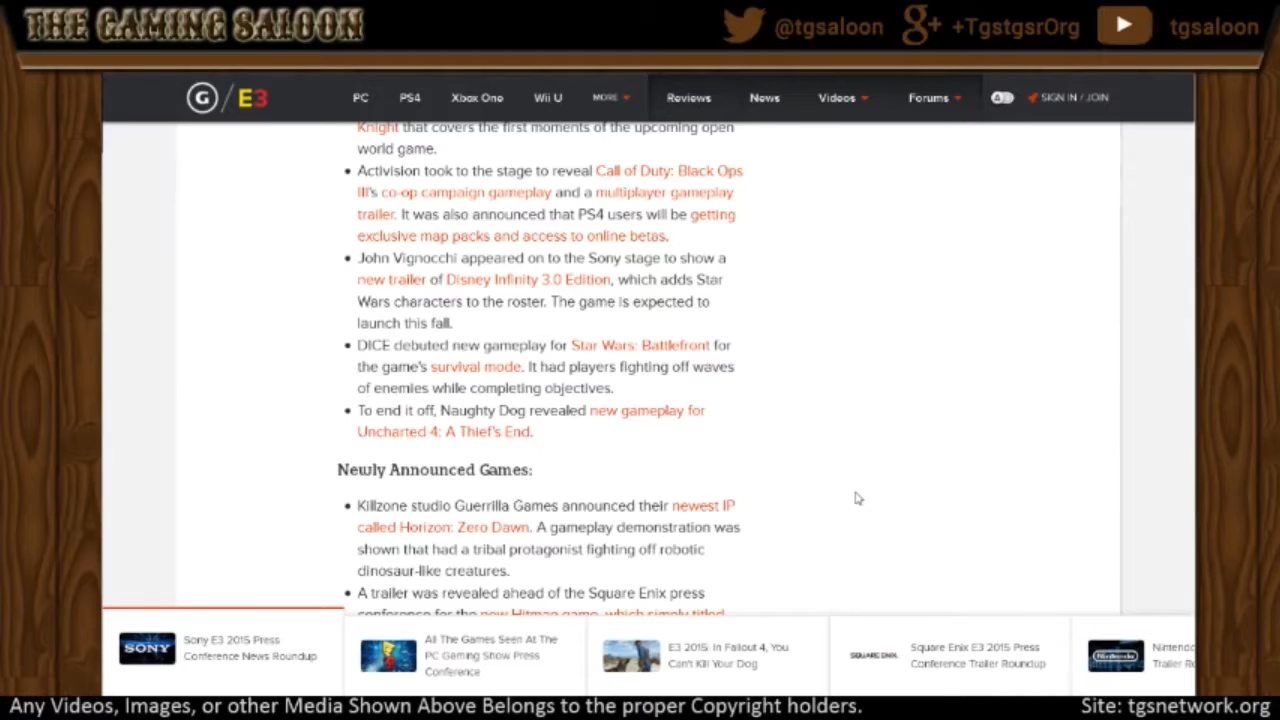 THE GAMING SALOON
@tgsaloon
+TgstgsrOrg
tgsaloon
G / E3
PC PS4 Xbox One Wii U MORE Reviews News Videos Forums SIGN IN / JOIN
Knight that covers the first moments of the upcoming open
world game.
• Activision took to the stage to reveal Call of Duty: Black Ops
III's co-op campaign gameplay and a multiplayer gameplay
trailer. It was also announced that PS4 users will be getting
exclusive map packs and access to online betas.
• John Vignocchi appeared on to the Sony stage to show a
new trailer of Disney Infinity 3.0 Edition, which adds Star
Wars characters to the roster. The game is expected to
launch this fall.
• DICE debuted new gameplay for Star Wars: Battlefront for
the game's survival mode. It had players fighting off waves
of enemies while completing objectives.
• To end it off, Naughty Dog revealed new gameplay for
Uncharted 4: A Thief's End.
Newly Announced Games:
• Killzone studio Guerrilla Games announced their newest IP
called Horizon: Zero Dawn. A gameplay demonstration was
shown that had a tribal protagonist fighting off robotic
dinosaur-like creatures.
• A trailer was revealed ahead of the Square Enix press
conference for the new Hitman game, which simply titled
SONY
Sony E3 2015 Press
Conference News Roundup
All The Games Seen At The
PC Gaming Show Press
Conference
E3 2015: In Fallout 4, You
Can't Kill Your Dog
SQUARE ENIX
Square Enix E3 2015 Press
Conference Trailer Roundup
Nintendo
Nintendo
Trailer Ro
Any Videos, Images, or other Media Shown Above Belongs to the proper Copyright holders.
Site: tgsnetwork.org